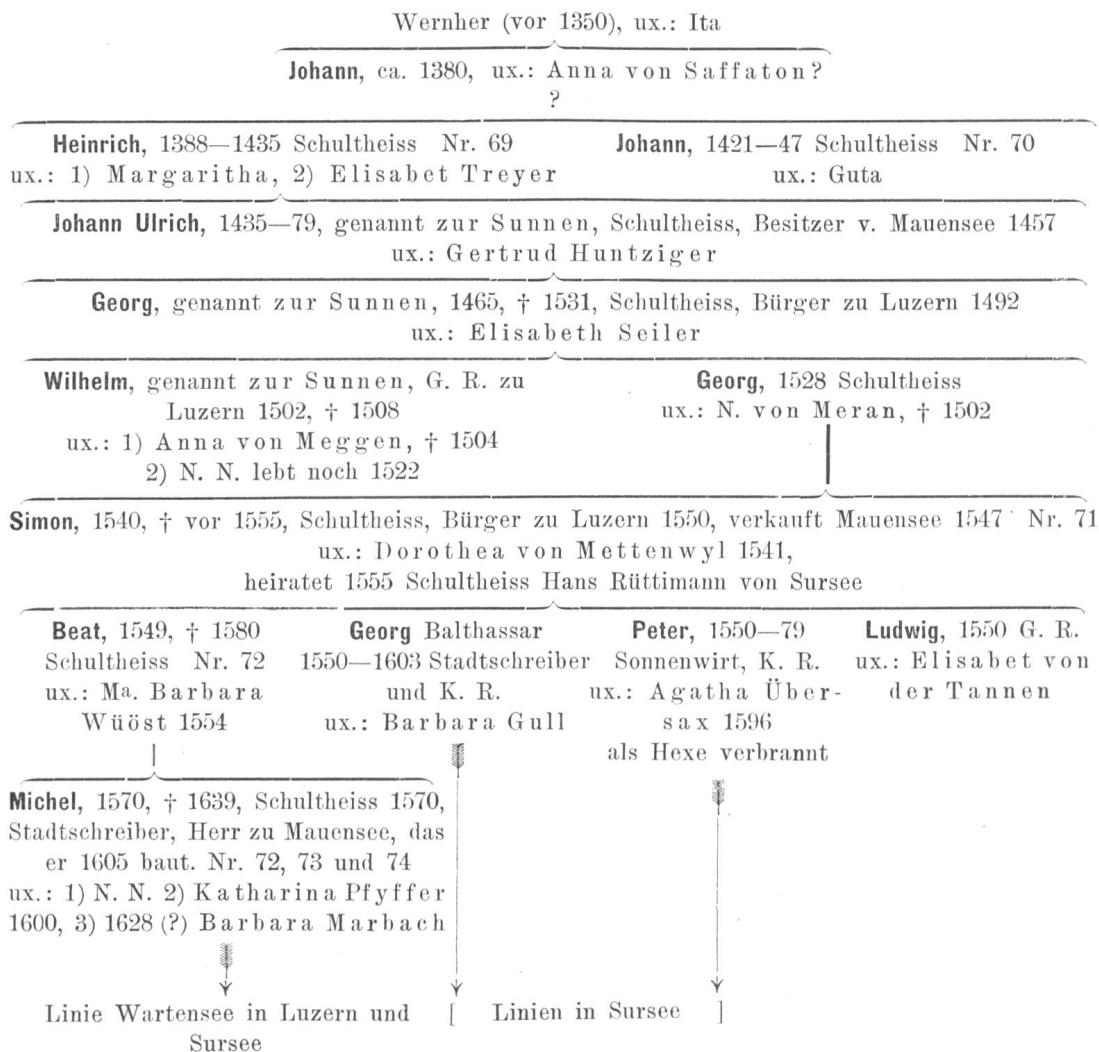 Wernher (vor 1350), ux.: Ita
Johann, ca. 1380, ux.: Anna von Saffaton?
?
Heinrich, 1388—1435 Schultheiss Nr. 69
ux.: 1) Margaritha, 2) Elisabet Treyer
Johann, 1421—47 Schultheiss Nr. 70
ux.: Guta
Johann Ulrich, 1435—79, genannt zur Sunnen, Schultheiss, Besitzer v. Mauensee 1457
ux.: Gertrud Huntziger
Georg, genannt zur Sunnen, 1465, † 1531, Schultheiss, Bürger zu Luzern 1492
ux.: Elisabeth Seiler
Wilhelm, genannt zur Sunnen, G. R. zu
Luzern 1502, † 1508
ux.: 1) Anna von Meggen, † 1504
2) N. N. lebt noch 1522
Georg, 1528 Schultheiss
ux.: N. von Meran, † 1502
Simon, 1540, † vor 1555, Schultheiss, Bürger zu Luzern 1550, verkauft Mauensee 1547 Nr. 71
ux.: Dorothea von Mettenwyl 1541,
heiratet 1555 Schultheiss Hans Rüttimann von Sursee
Beat, 1549, † 1580
Schultheiss Nr. 72
ux.: Ma. Barbara
Wüöst 1554
Georg Balthassar
1550—1603 Stadtschreiber
und K. R.
ux.: Barbara Gull
Peter, 1550—79
Sonnenwirt, K. R.
ux.: Agatha Über-
sax 1596
als Hexe verbrannt
Ludwig, 1550 G. R.
ux.: Elisabet von
der Tannen
Michel, 1570, † 1639, Schultheiss 1570,
Stadtschreiber, Herr zu Mauensee, das
er 1605 baut. Nr. 72, 73 und 74
ux.: 1) N. N. 2) Katharina Pfyffer
1600, 3) 1628 (?) Barbara Marbach
Linie Wartensee in Luzern und
Sursee
[ Linien in Sursee ]